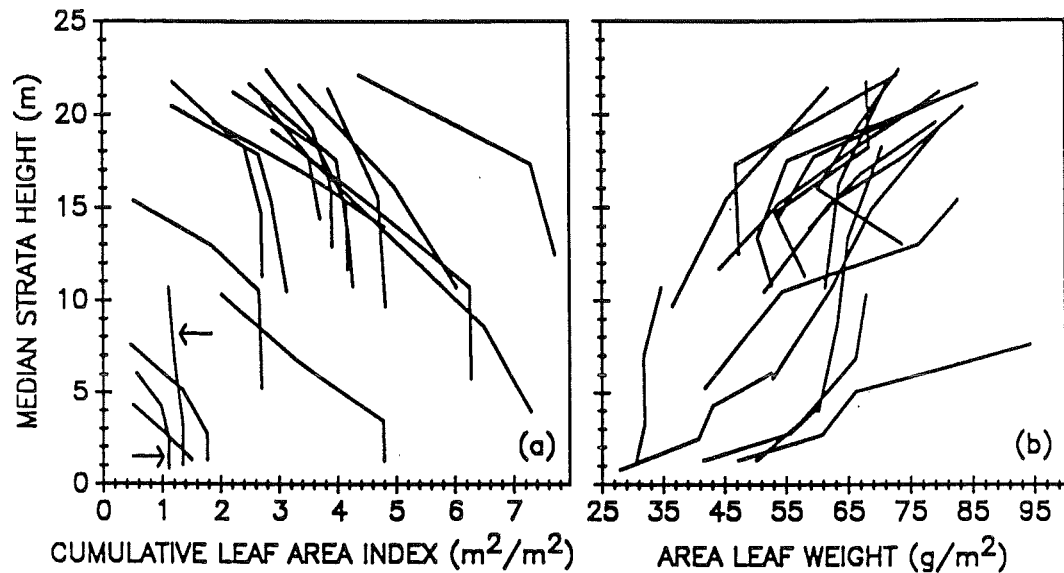 MEDIAN STRATA HEIGHT (m)
25
20
15
10
5
0
(a)
(b)
0 1 2 3 4 5 6 7
25 35 45 55 65 75 85 95
CUMULATIVE LEAF AREA INDEX (m²/m²)
AREA LEAF WEIGHT (g/m²)